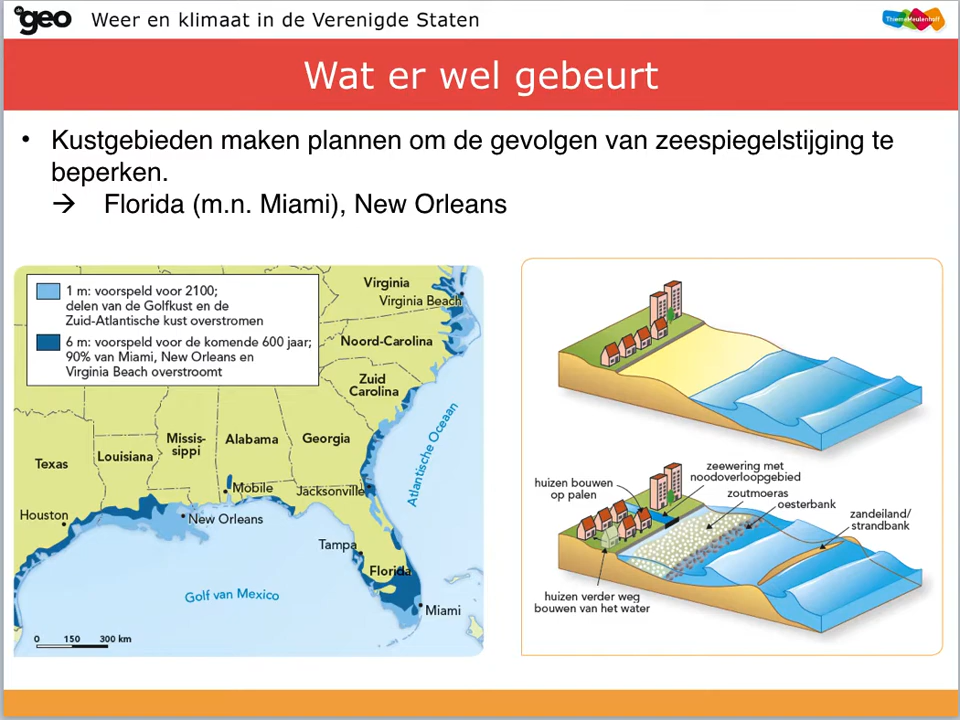 de geo
Weer en klimaat in de Verenigde Staten
ThiemeMeulenhoff
Wat er wel gebeurt
• Kustgebieden maken plannen om de gevolgen van zeespiegelstijging te
beperken.
→ Florida (m.n. Miami), New Orleans
1 m: voorspeld voor 2100;
delen van de Golfkust en de
Zuid-Atlantische kust overstromen
6 m: voorspeld voor de komende 600 jaar;
90% van Miami, New Orleans en
Virginia Beach overstroomt
Virginia
Virginia Beach
Noord-Carolina
Zuid
Carolina
Missis-
sippi
Alabama
Georgia
Louisiana
Texas
Atlantische Oceaan
Mobile
Jacksonville
Houston
New Orleans
Tampa
Florida
Golf van Mexico
Miami
0 150 300 km
huizen bouwen
op palen
zeewering met
noodoverloopgebied
zoutmoeras
oesterbank
zandeiland/
strandbank
huizen verder weg
bouwen van het water